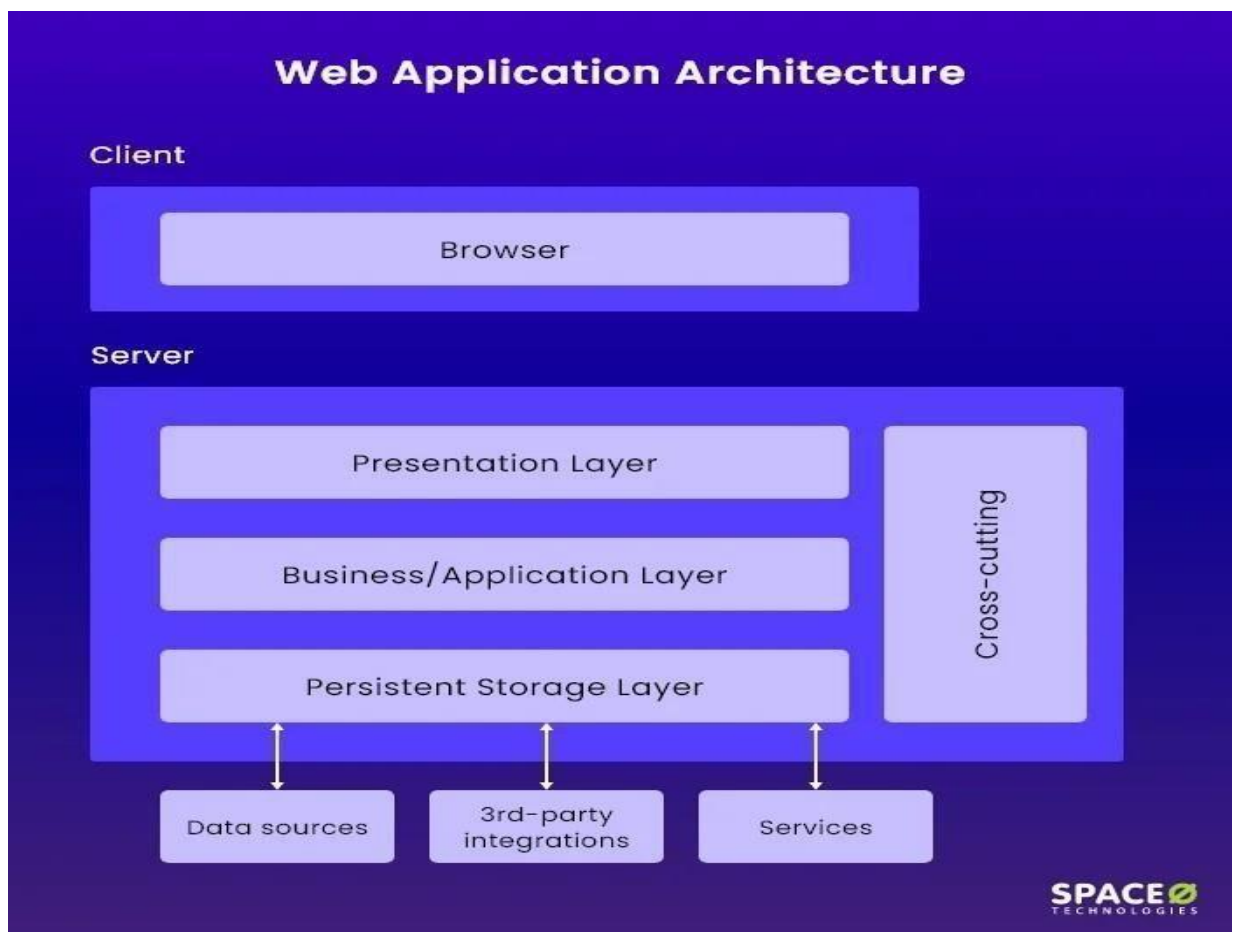 Web Application Architecture
Client
Browser
Server
Presentation Layer
Business/Application Layer
Persistent Storage Layer
Cross-cutting
Data sources
3rd-party
integrations
Services
SPACEØ
TECHNOLOGIES